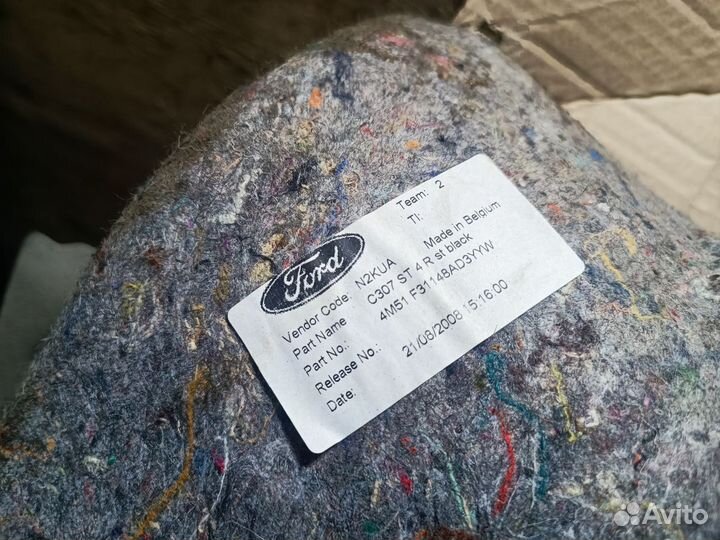 Ford
Team: 2
TI:
Vendor Code: N2KUA Made in Belgium
Part Name C307 ST 4 R st black
Part No.: 4M51 F31148AD3YYW
Release No.:
Date: 21/08/2008 15:16:00
Avito